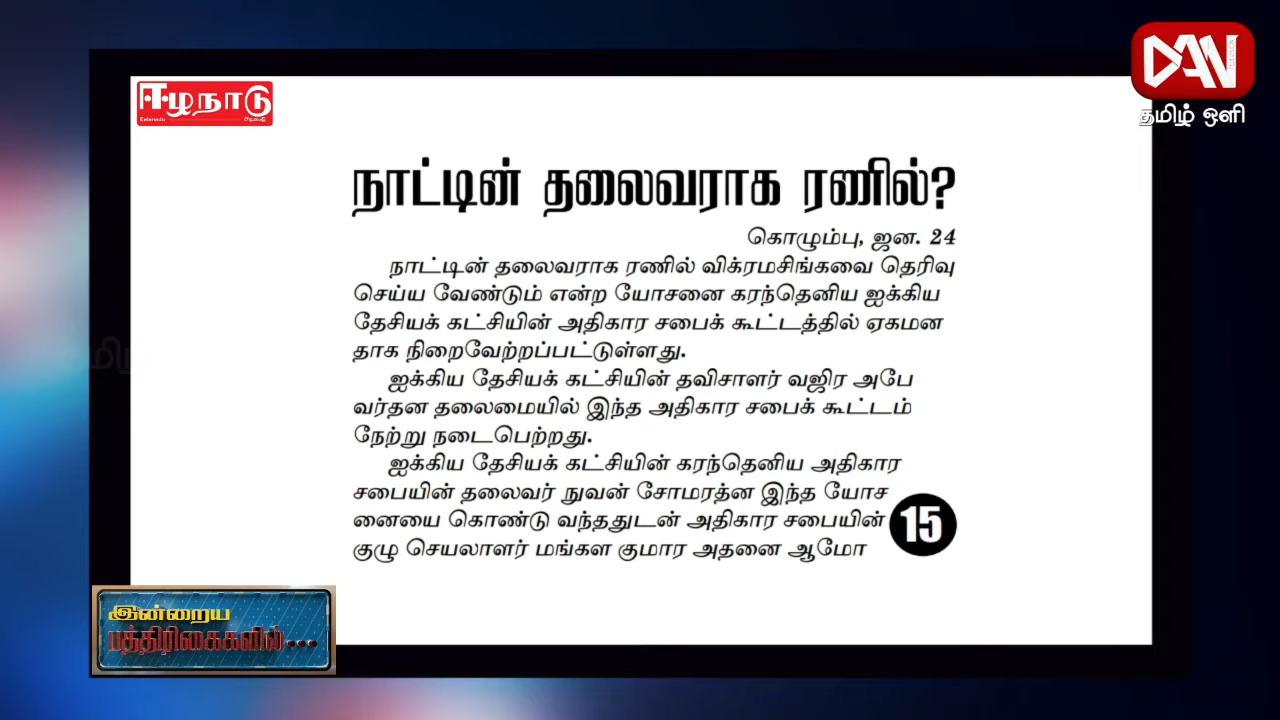 ஈழநாடு
DAN
தமிழ் ஒளி
நாட்டின் தலைவராக ரணில்?
கொழும்பு, ஜன. 24
நாட்டின் தலைவராக ரணில் விக்ரமசிங்கவை தெரிவு
செய்ய வேண்டும் என்ற யோசனை கரந்தெனிய ஐக்கிய
தேசியக் கட்சியின் அதிகார சபைக் கூட்டத்தில் ஏகமன
தாக நிறைவேற்றப்பட்டுள்ளது.
ஐக்கிய தேசியக் கட்சியின் தவிசாளர் வஜிர அபே
வர்தன தலைமையில் இந்த அதிகார சபைக் கூட்டம்
நேற்று நடைபெற்றது.
ஐக்கிய தேசியக் கட்சியின் கரந்தெனிய அதிகார
சபையின் தலைவர் நுவன் சோமரத்ன இந்த யோச
னையை கொண்டு வந்ததுடன் அதிகார சபையின்
குழு செயலாளர் மங்கள குமார அதனை ஆமோ
15
இன்றைய
பத்திரிகைகளில்...